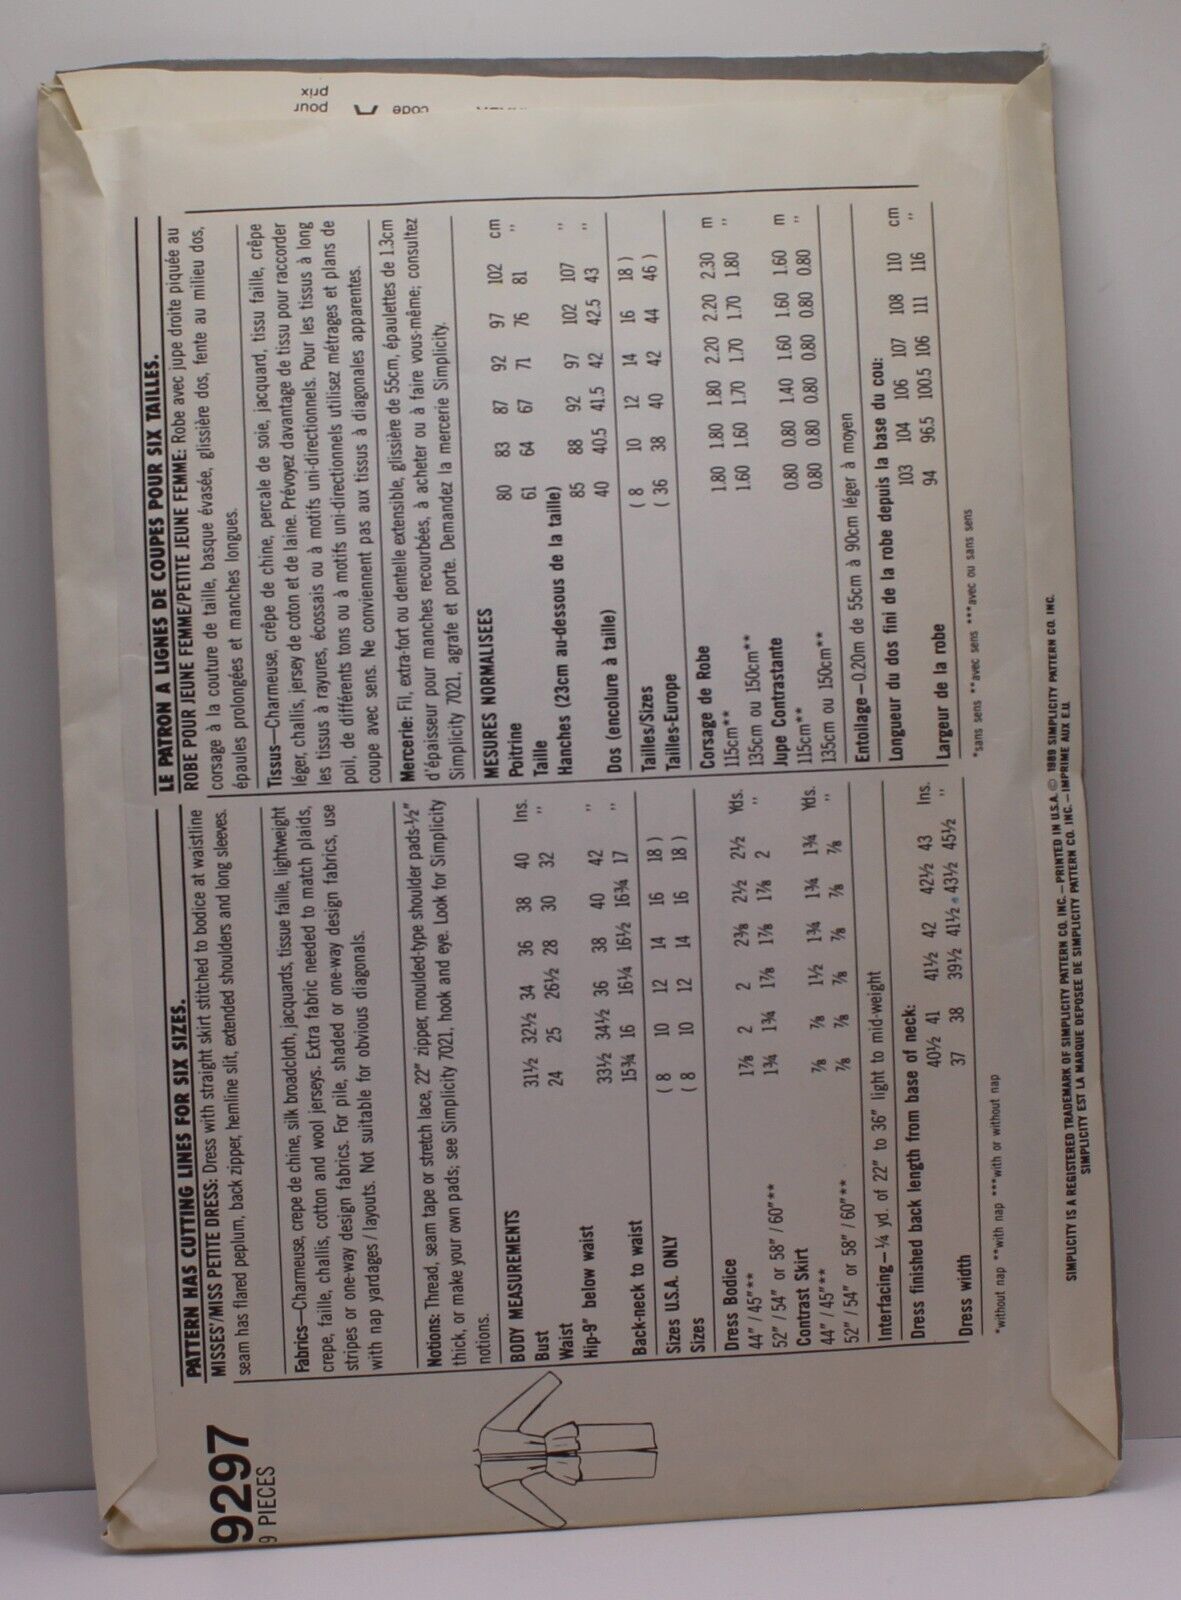 9297
9 PIECES
PATTERN HAS CUTTING LINES FOR SIX SIZES.
MISSES'/MISS PETITE DRESS: Dress with straight skirt stitched to bodice at waistline
seam has flared peplum, back zipper, hemline slit, extended shoulders and long sleeves.
Fabrics—Charmeuse, crepe de chine, silk broadcloth, jacquards, tissue faille, lightweight
crepe, faille, challis, cotton and wool jerseys. Extra fabric needed to match plaids,
stripes or one-way design fabrics. For pile, shaded or one-way design fabrics, use
with nap yardages / layouts. Not suitable for obvious diagonals.
Notions: Thread, seam tape or stretch lace, 22" zipper, moulded-type shoulder pads-½"
thick, or make your own pads; see Simplicity 7021, hook and eye. Look for Simplicity
notions.
BODY MEASUREMENTS
Bust 31½ 32½ 34 36 38 40 Ins.
Waist 24 25 26½ 28 30 32 "
Hip-9" below waist 33½ 34½ 36 38 40 42 "
Back-neck to waist 15¾ 16 16¼ 16½ 16¾ 17 "
Sizes U.S.A. ONLY ( 8 10 12 14 16 18 )
Sizes ( 8 10 12 14 16 18 )
Dress Bodice
44" / 45"** 1⅞ 2 2 2⅜ 2½ 2½ Yds.
52" / 54" or 58" / 60"** 1¾ 1¾ 1⅞ 1⅞ 1⅞ 2 "
Contrast Skirt
44" / 45"** ⅞ ⅞ 1½ 1¾ 1¾ 1¾ Yds.
52" / 54" or 58" / 60"** ⅞ ⅞ ⅞ ⅞ ⅞ ⅞ "
Interfacing—¼ yd. of 22" to 36" light to mid-weight
Dress finished back length from base of neck:
40½ 41 41½ 42 42½ 43 Ins.
Dress width 37 38 39½ 41½ 43½ 45½ "
*without nap **with nap ***with or without nap
LE PATRON A LIGNES DE COUPES POUR SIX TAILLES.
ROBE POUR JEUNE FEMME/PETITE JEUNE FEMME: Robe avec jupe droite piquée au
corsage à la couture de taille, basque évasée, glissière dos, fente au milieu dos,
épaules prolongées et manches longues.
Tissus—Charmeuse, crêpe de chine, percale de soie, jacquard, tissu faille, crêpe
léger, challis, jersey de coton et de laine. Prévoyez davantage de tissu pour raccorder
les tissus à rayures, écossais ou à motifs uni-directionnels. Pour les tissus à long
poil, de différents tons ou à motifs uni-directionnels utilisez métrages et plans de
coupe avec sens. Ne conviennent pas aux tissus à diagonales apparentes.
Mercerie: Fil, extra-fort ou dentelle extensible, glissière de 55cm, épaulettes de 1.3cm
d'épaisseur pour manches recourbées, à acheter ou à faire vous-même; consultez
Simplicity 7021, agrafe et porte. Demandez la mercerie Simplicity.
MESURES NORMALISEES
Poitrine 80 83 87 92 97 102 cm
Taille 61 64 67 71 76 81 "
Hanches (23cm au-dessous de la taille)
85 88 92 97 102 107 "
Dos (encolure à taille) 40 40.5 41.5 42 42.5 43 "
Tailles/Sizes ( 8 10 12 14 16 18 )
Tailles-Europe ( 36 38 40 42 44 46 )
Corsage de Robe
115cm** 1.80 1.80 1.80 2.20 2.20 2.30 m
135cm ou 150cm** 1.60 1.60 1.70 1.70 1.70 1.80 "
Jupe Contrastante
115cm** 0.80 0.80 1.40 1.60 1.60 1.60 m
135cm ou 150cm** 0.80 0.80 0.80 0.80 0.80 0.80 "
Entoilage—0.20m de 55cm à 90cm léger à moyen
Longueur du dos fini de la robe depuis la base du cou:
103 104 106 107 108 110 cm
Largeur de la robe 94 96.5 100.5 106 111 116 "
*sans sens **avec sens ***avec ou sans sens
SIMPLICITY IS A REGISTERED TRADEMARK OF SIMPLICITY PATTERN CO. INC. — PRINTED IN U.S.A. © 1989 SIMPLICITY PATTERN CO. INC.
SIMPLICITY EST LA MARQUE DEPOSEE DE SIMPLICITY PATTERN CO. INC. — IMPRIME AUX E.U.
code
pour
prix